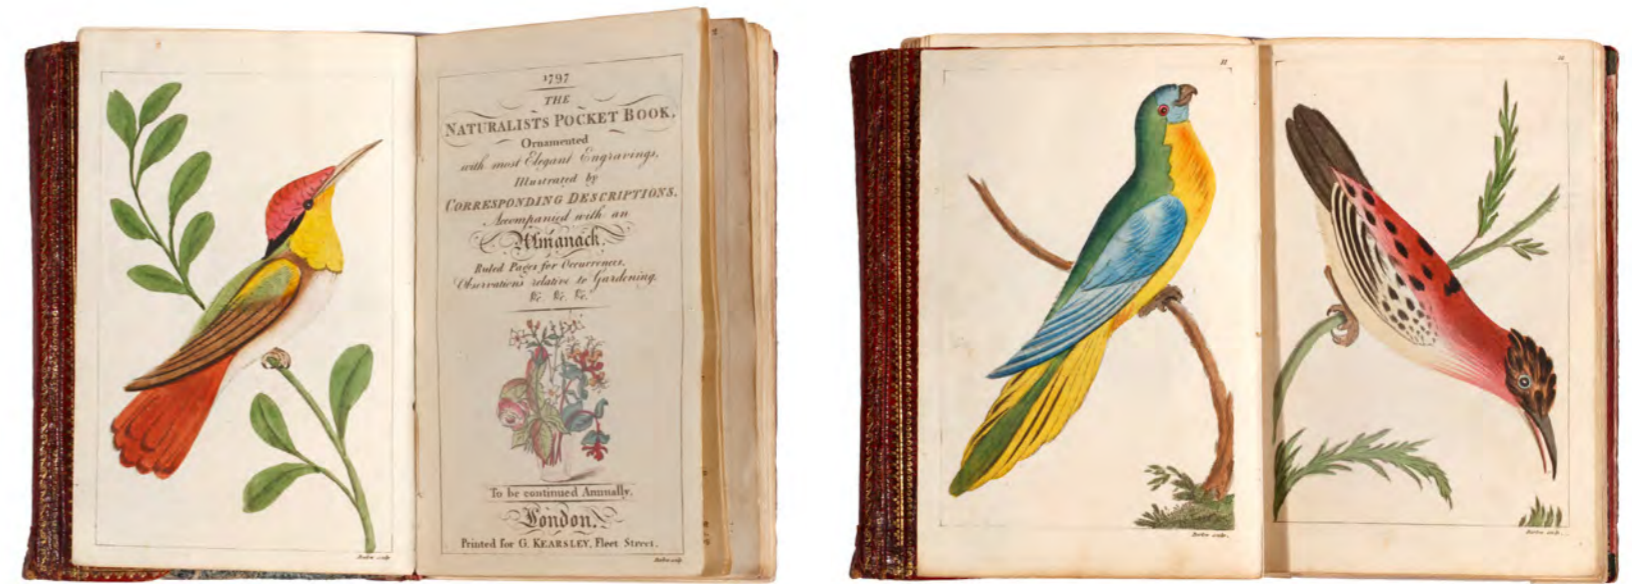 1797
THE
NATURALISTS POCKET BOOK,
Ornamented
with most Elegant Engravings,
Illustrated by
CORRESPONDING DESCRIPTIONS,
Accompanied with an
Almanack,
Ruled Pages for Occurrences,
Observations relative to Gardening,
&c. &c. &c.
To be continued Annually.
London,
Printed for G. KEARSLEY, Fleet Street.